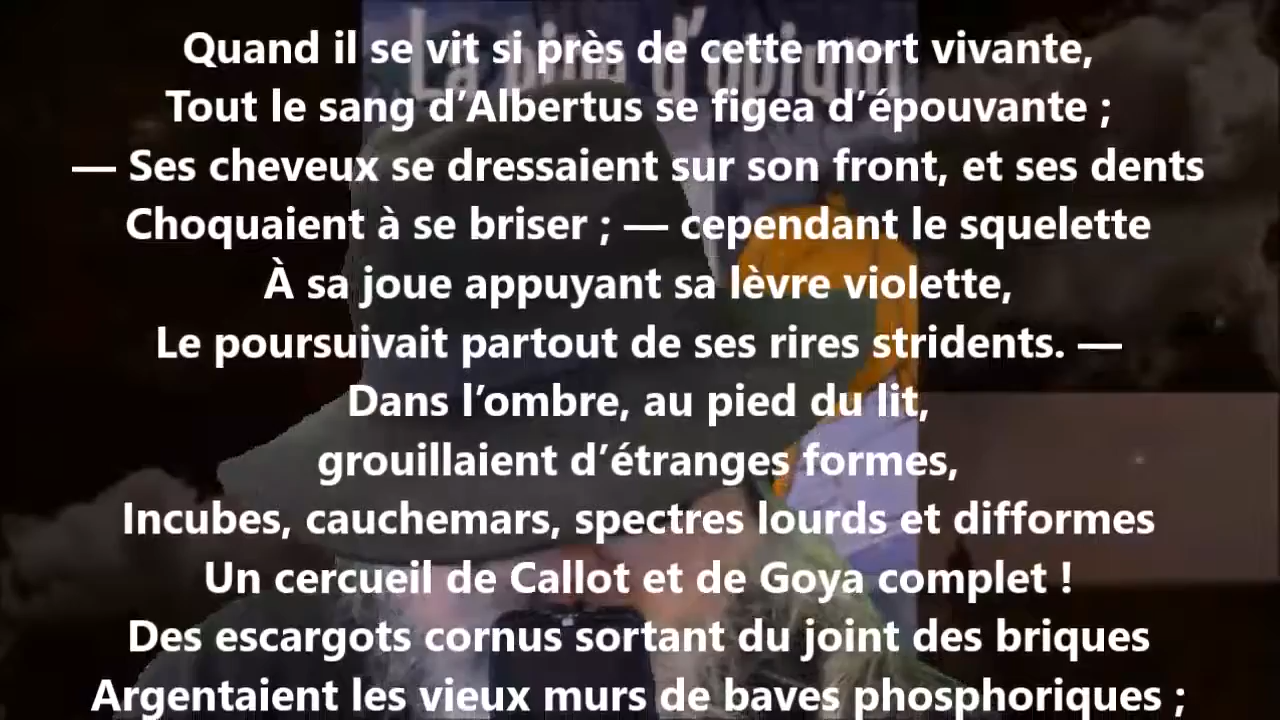 La pipe d'opium
Quand il se vit si près de cette mort vivante,
Tout le sang d’Albertus se figea d’épouvante ;
— Ses cheveux se dressaient sur son front, et ses dents
Choquaient à se briser ; — cependant le squelette
À sa joue appuyant sa lèvre violette,
Le poursuivait partout de ses rires stridents. —
Dans l’ombre, au pied du lit,
grouillaient d’étranges formes,
Incubes, cauchemars, spectres lourds et difformes
Un cercueil de Callot et de Goya complet !
Des escargots cornus sortant du joint des briques
Argentaient les vieux murs de baves phosphoriques ;